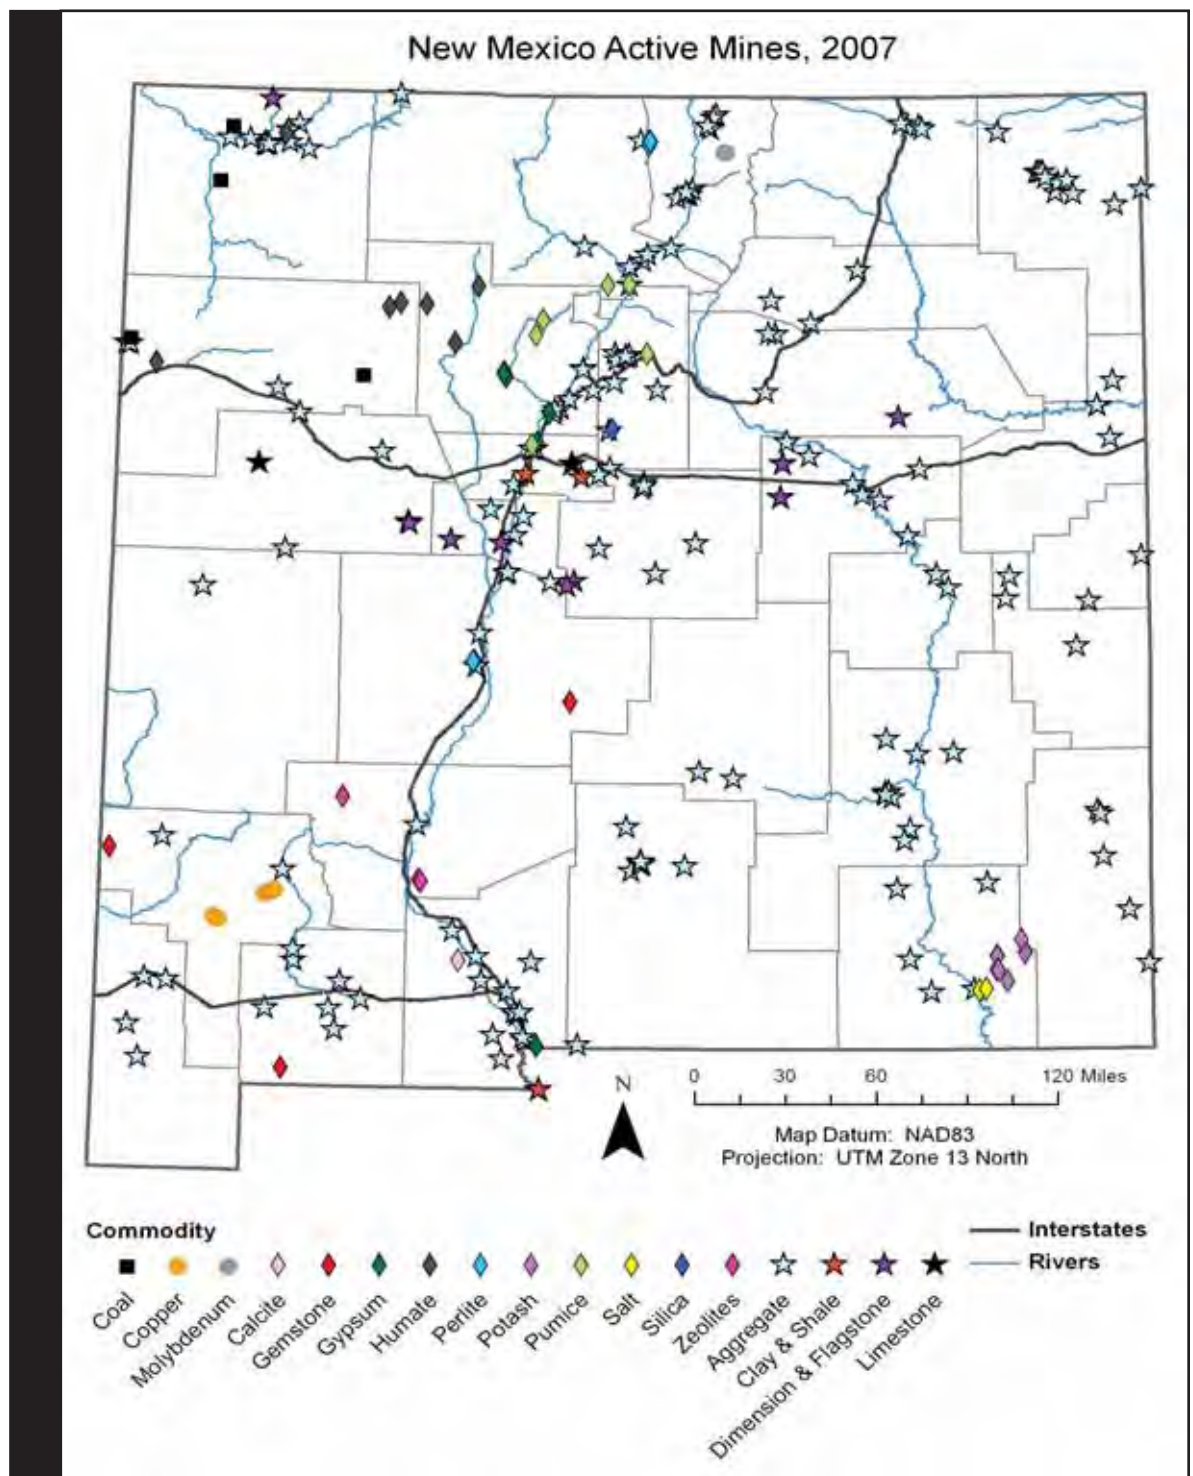 New Mexico Active Mines, 2007
N
0 30 60 120 Miles
Map Datum: NAD83
Projection: UTM Zone 13 North
Commodity
Interstates
Rivers
Coal
Copper
Molybdenum
Calcite
Gemstone
Gypsum
Humate
Perlite
Potash
Pumice
Salt
Silica
Zeolites
Aggregate
Clay & Shale
Dimension & Flagstone
Limestone